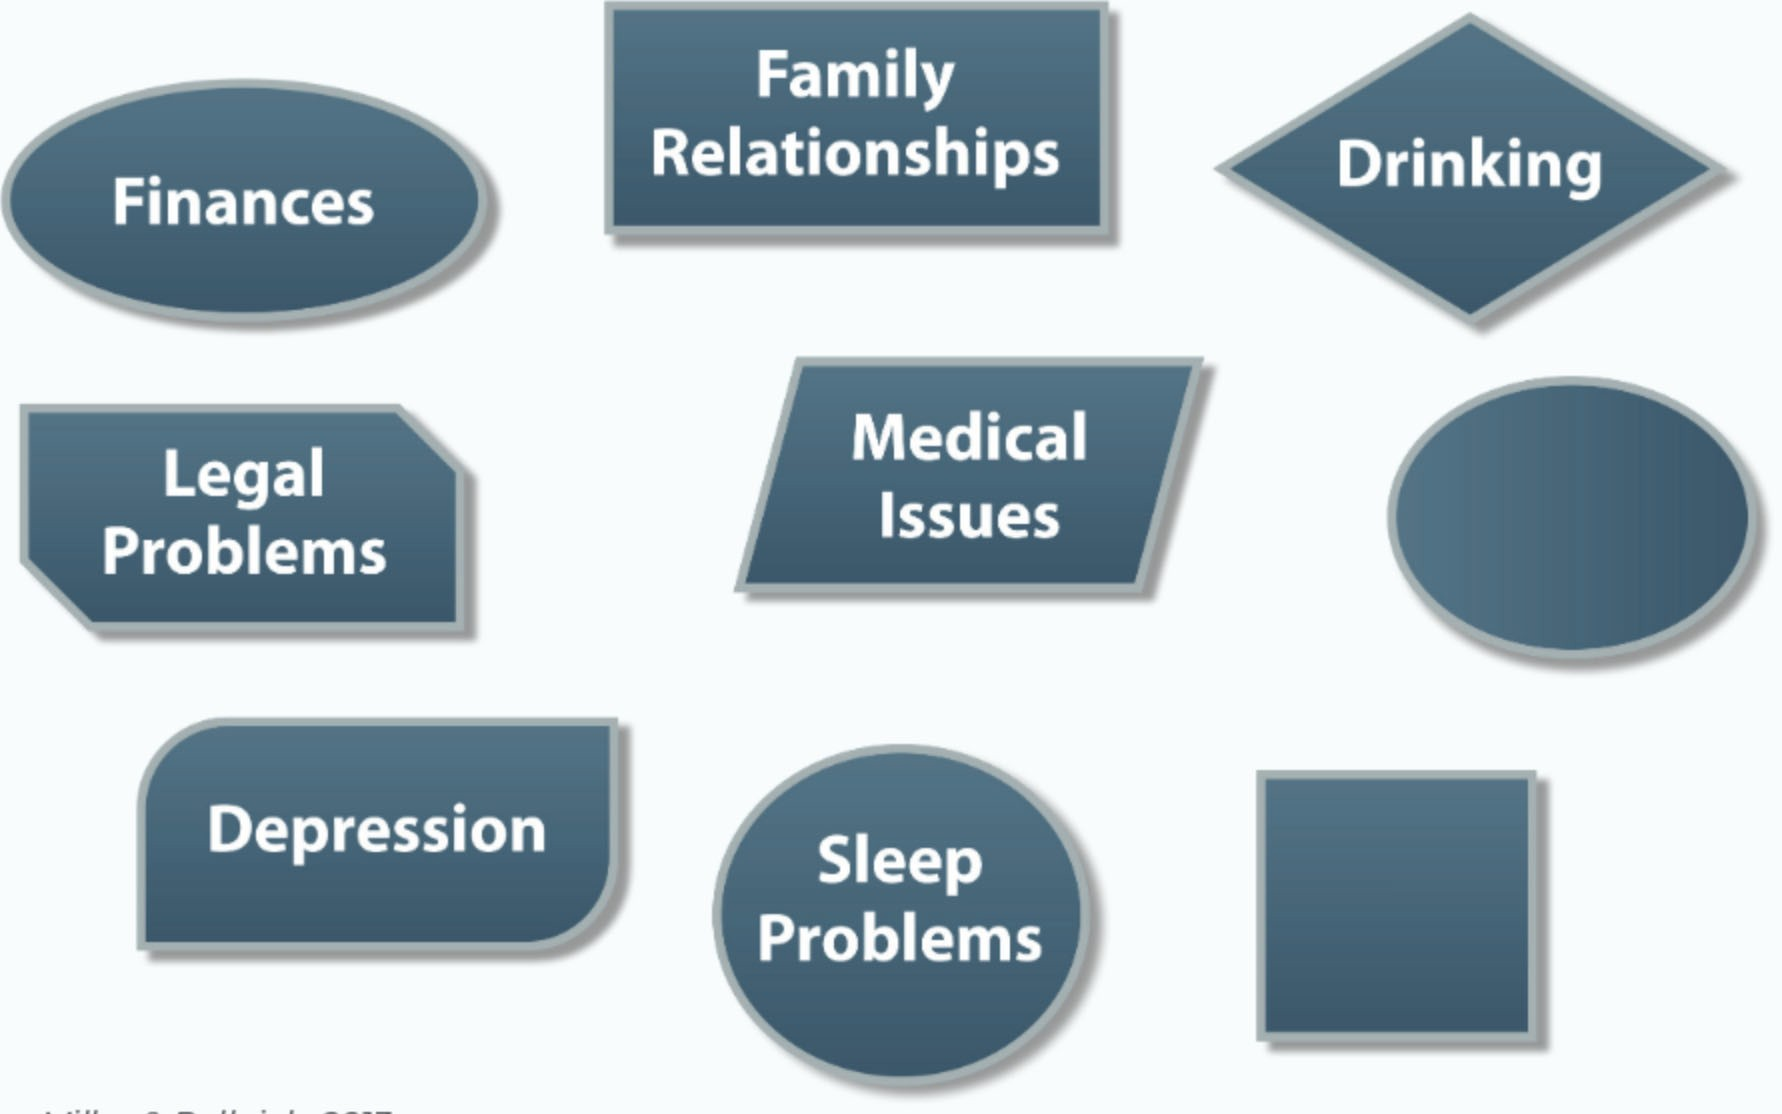 Family
Relationships
Drinking
Finances
Medical
Issues
Legal
Problems
Depression
Sleep
Problems